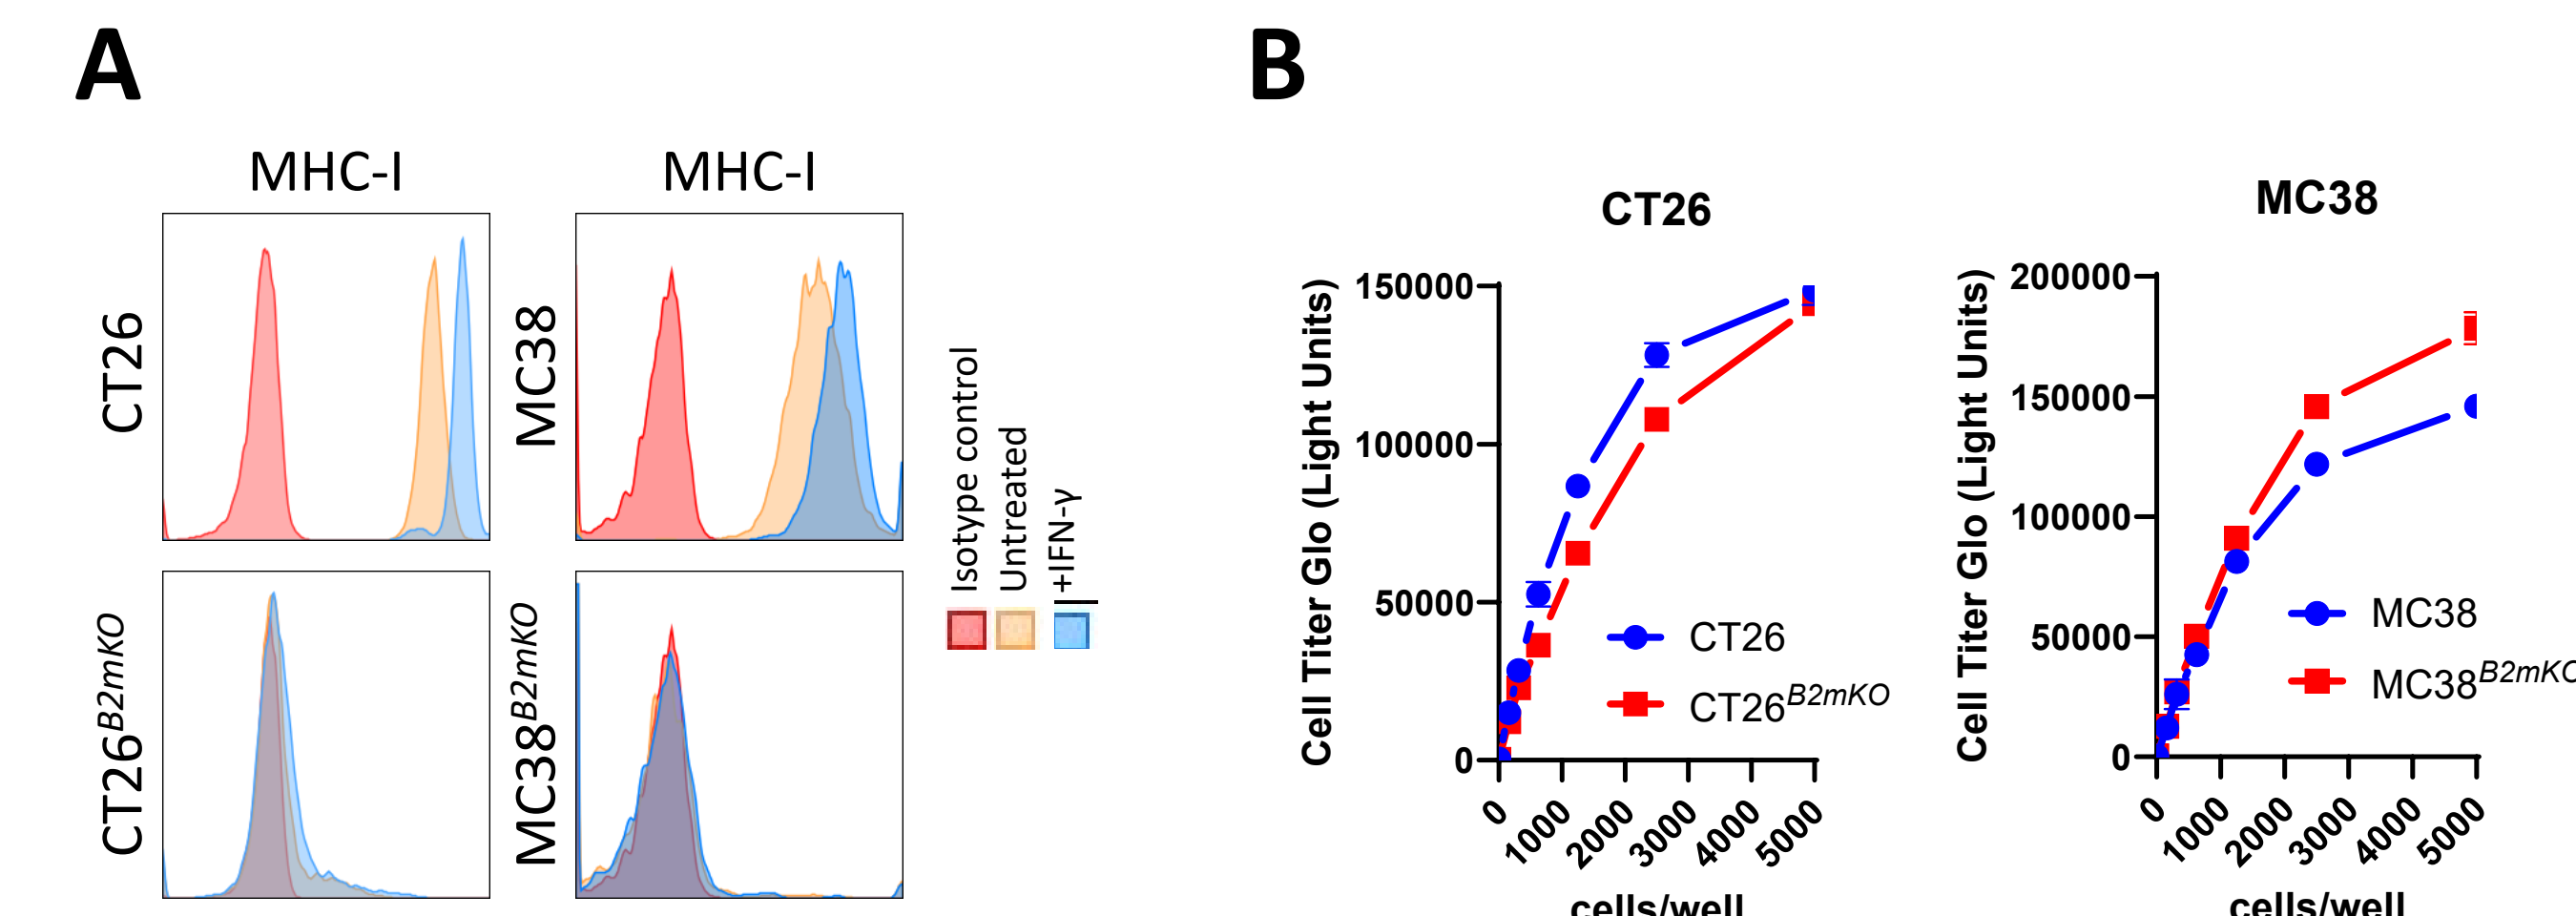 A
B
MHC-I
MHC-I
CT26
MC38
CT26B2mKO
MC38B2mKO
Isotype control
Untreated
+IFN-γ
CT26
Cell Titer Glo (Light Units)
150000
100000
50000
0
0
1000
2000
3000
4000
5000
cells/well
CT26
CT26B2mKO
MC38
Cell Titer Glo (Light Units)
200000
150000
100000
50000
0
0
1000
2000
3000
4000
5000
cells/well
MC38
MC38B2mKO